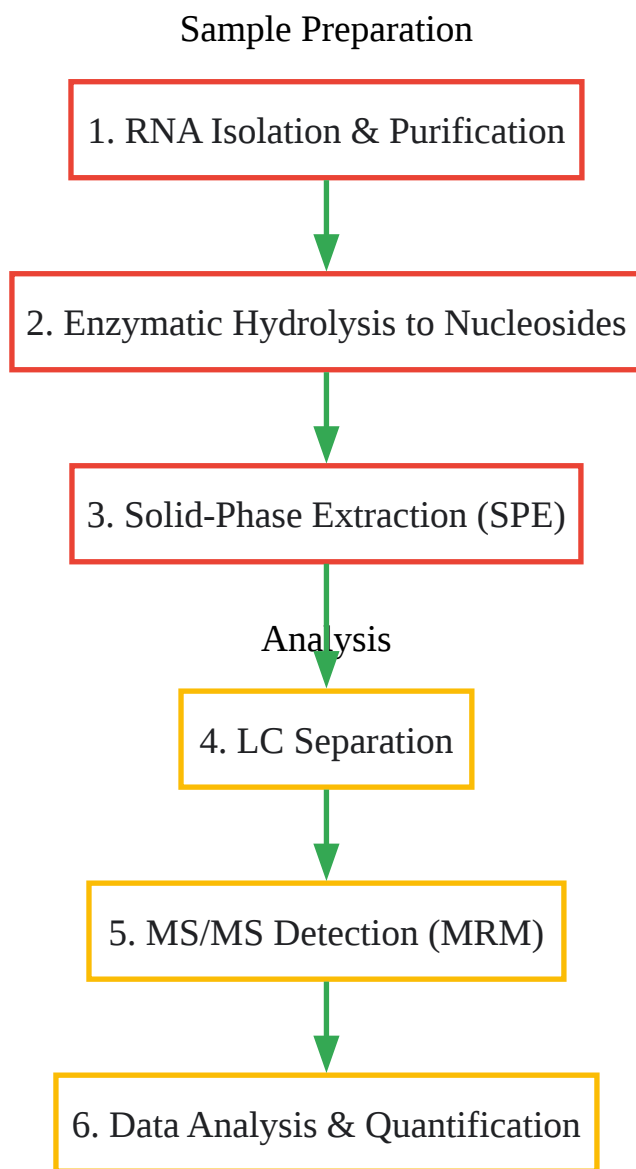 Sample Preparation
1. RNA Isolation & Purification
2. Enzymatic Hydrolysis to Nucleosides
3. Solid-Phase Extraction (SPE)
Analysis
4. LC Separation
5. MS/MS Detection (MRM)
6. Data Analysis & Quantification